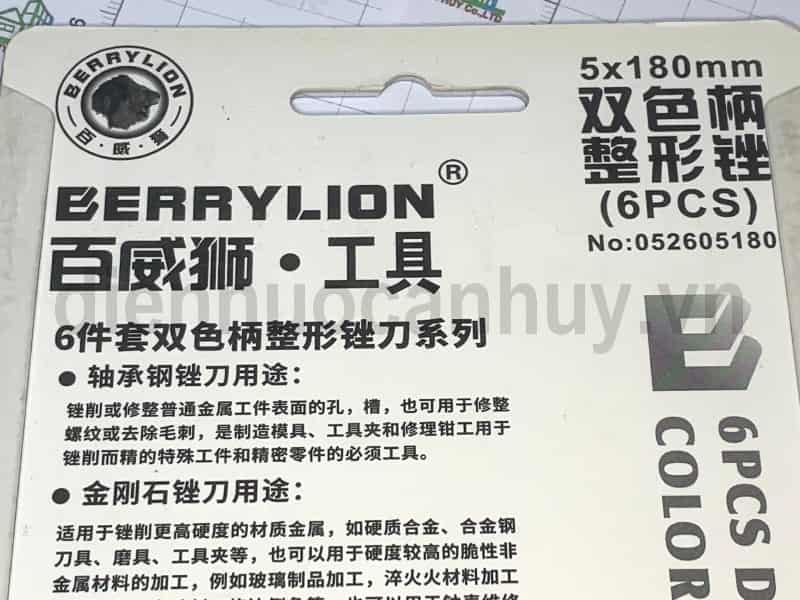 HUY Co.,LTD
BERRYLION
百·威·狮
5x180mm
双色柄
整形锉
(6PCS)
No:052605180
BERRYLION®
百威狮·工具
diennuocanhuy.vn
6件套双色柄整形锉刀系列
● 轴承钢锉刀用途：
锉削或修整普通金属工件表面的孔，槽，也可用于修整
螺纹或去除毛刺，是制造模具、工具夹和修理钳工用于
锉削而精的特殊工件和精密零件的必须工具。
● 金刚石锉刀用途：
适用于锉削更高硬度的材质金属，如硬质合金、合金钢
刀具、磨具、工具夹等，也可以用于硬度较高的脆性非
金属材料的加工，例如玻璃制品加工，淬火火材料加工
6PCS D
COLOR